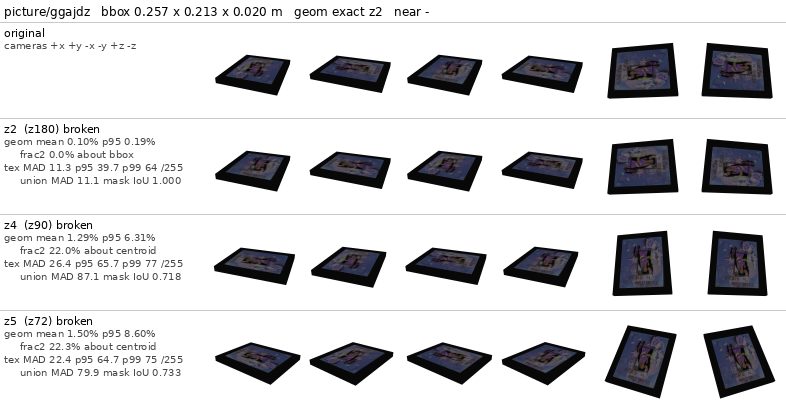 picture/ggajdz bbox 0.257 x 0.213 x 0.020 m geom exact z2 near -
original
cameras +x +y -x -y +z -z
z2 (z180) broken
geom mean 0.10% p95 0.19%
frac2 0.0% about bbox
tex MAD 11.3 p95 39.7 p99 64 /255
union MAD 11.1 mask IoU 1.000
z4 (z90) broken
geom mean 1.29% p95 6.31%
frac2 22.0% about centroid
tex MAD 26.4 p95 65.7 p99 77 /255
union MAD 87.1 mask IoU 0.718
z5 (z72) broken
geom mean 1.50% p95 8.60%
frac2 22.3% about centroid
tex MAD 22.4 p95 64.7 p99 75 /255
union MAD 79.9 mask IoU 0.733